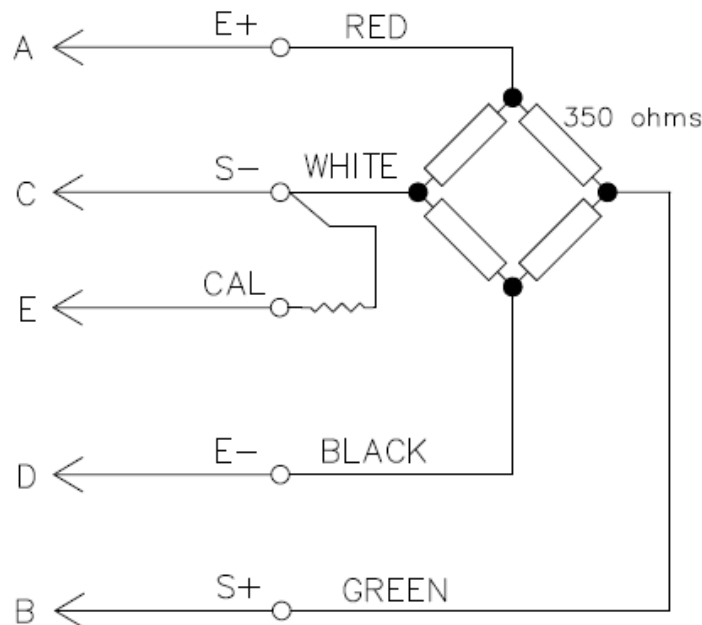 A E+ RED
350 ohms
C S- WHITE
E CAL
D E- BLACK
B S+ GREEN